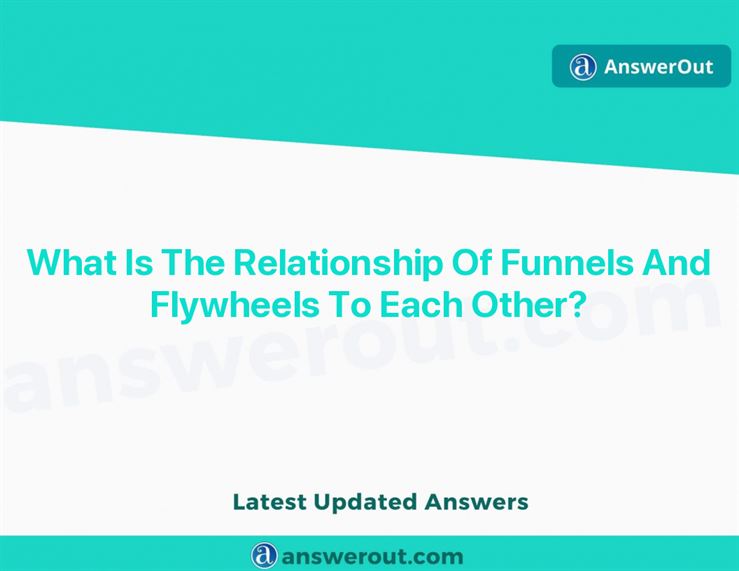 AnswerOut
What Is The Relationship Of Funnels And
Flywheels To Each Other?
answerout.com
Latest Updated Answers
answerout.com